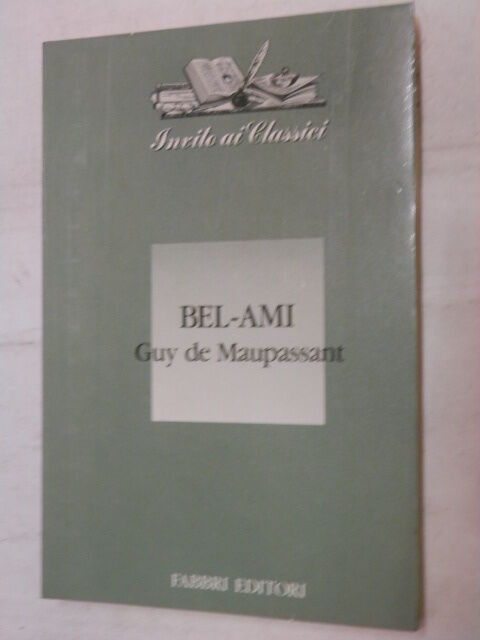 Invito ai Classici
BEL-AMI
Guy de Maupassant
FABBRI EDITORI